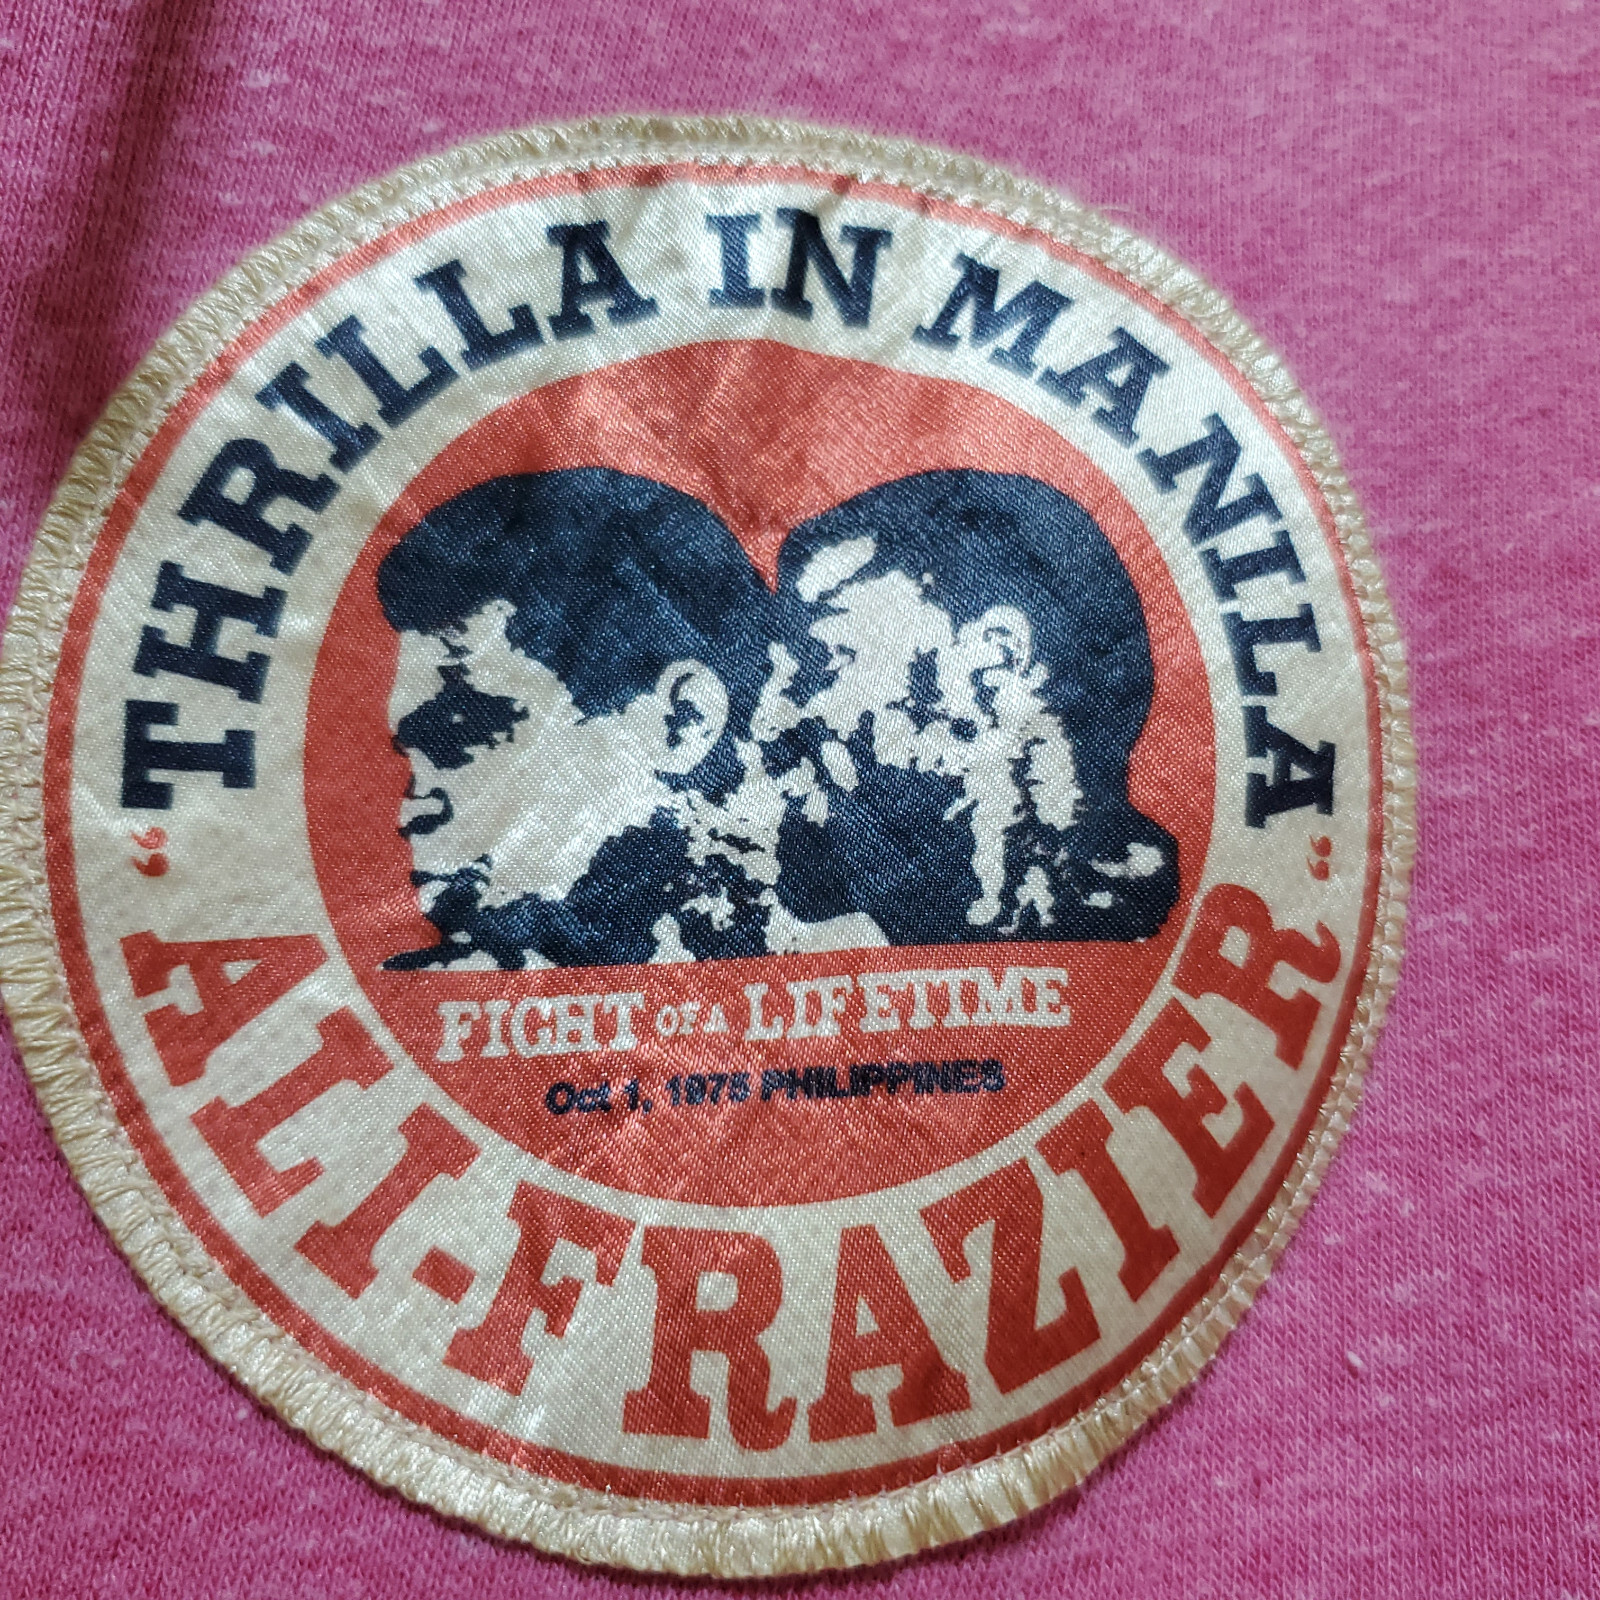 ”THRILLA IN MANILA”
FIGHT OF A LIFETIME
Oct 1, 1975 PHILIPPINES
ALI-FRAZIER